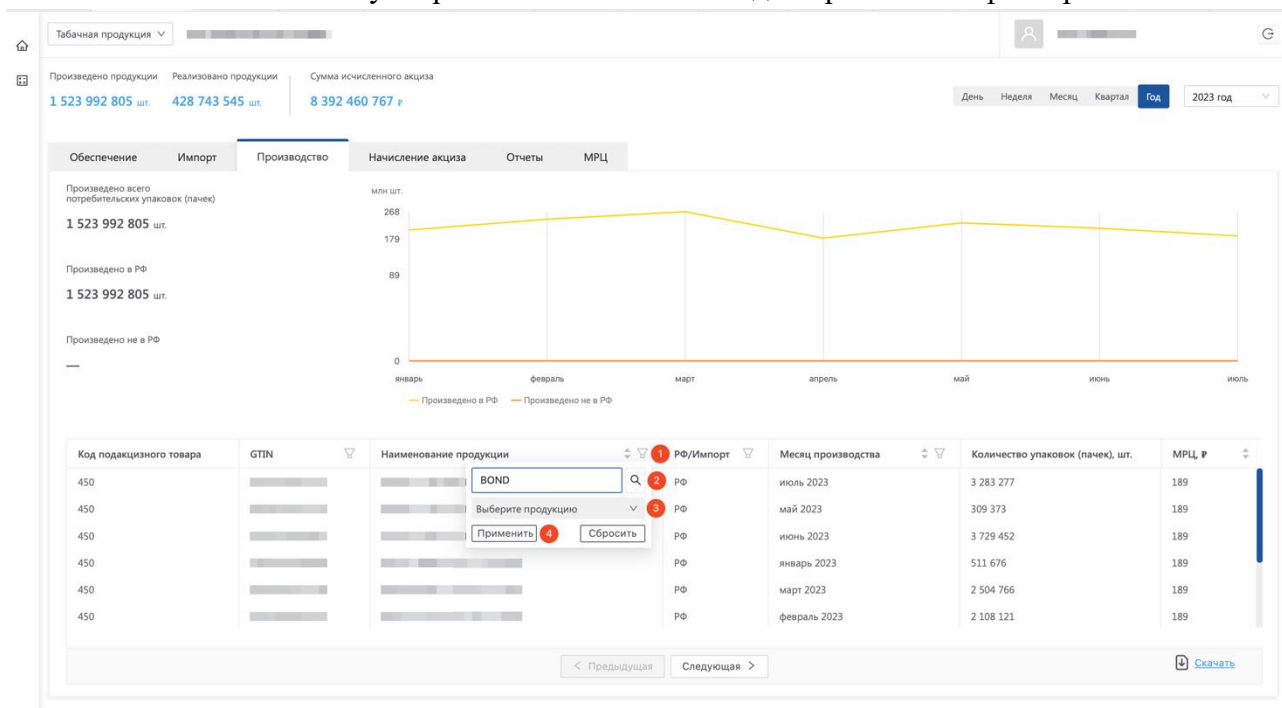 Табачная продукция
Произведено продукции Реализовано продукции Сумма исчисленного акциза
1 523 992 805 шт. 428 743 545 шт. 8 392 460 767 ₽
День Неделя Месяц Квартал Год 2023 год
Обеспечение Импорт Производство Начисление акциза Отчеты МРЦ
Произведено всего
потребительских упаковок (пачек)
1 523 992 805 шт.
Произведено в РФ
1 523 992 805 шт.
Произведено не в РФ
—
млн шт.
268
179
89
0
январь февраль март апрель май июнь июль
Произведено в РФ Произведено не в РФ
Код подакцизного товара GTIN Наименование продукции 1 РФ/Импорт Месяц производства Количество упаковок (пачек), шт. МРЦ, ₽
450 BOND 2 РФ июль 2023 3 283 277 189
450 Выберите продукцию 3 РФ май 2023 309 373 189
450 Применить 4 Сбросить РФ июнь 2023 3 729 452 189
450 РФ январь 2023 511 676 189
450 РФ март 2023 2 504 766 189
450 РФ февраль 2023 2 108 121 189
< Предыдущая Следующая > Скачать